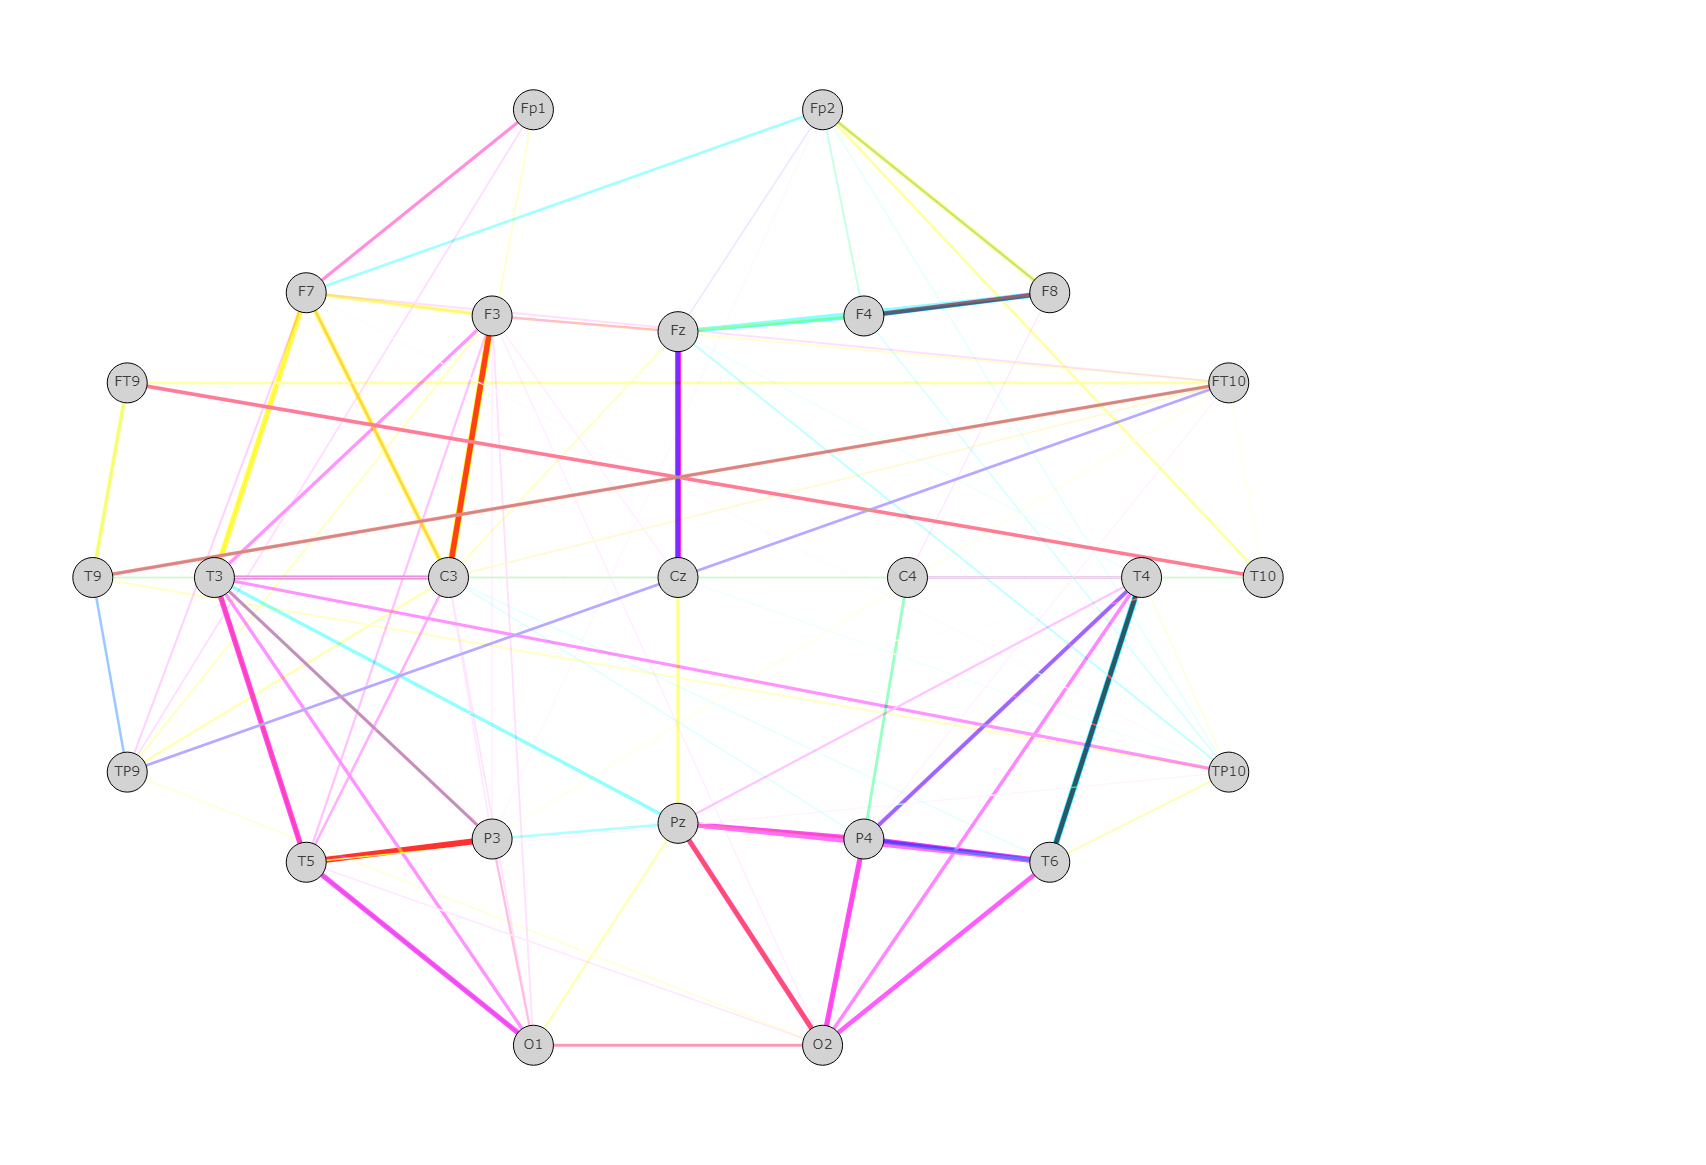 Fp1 Fp2
F7 F3 Fz F4 F8
FT9 FT10
T9 T3 C3 Cz C4 T4 T10
TP9 TP10
T5 P3 Pz P4 T6
O1 O2